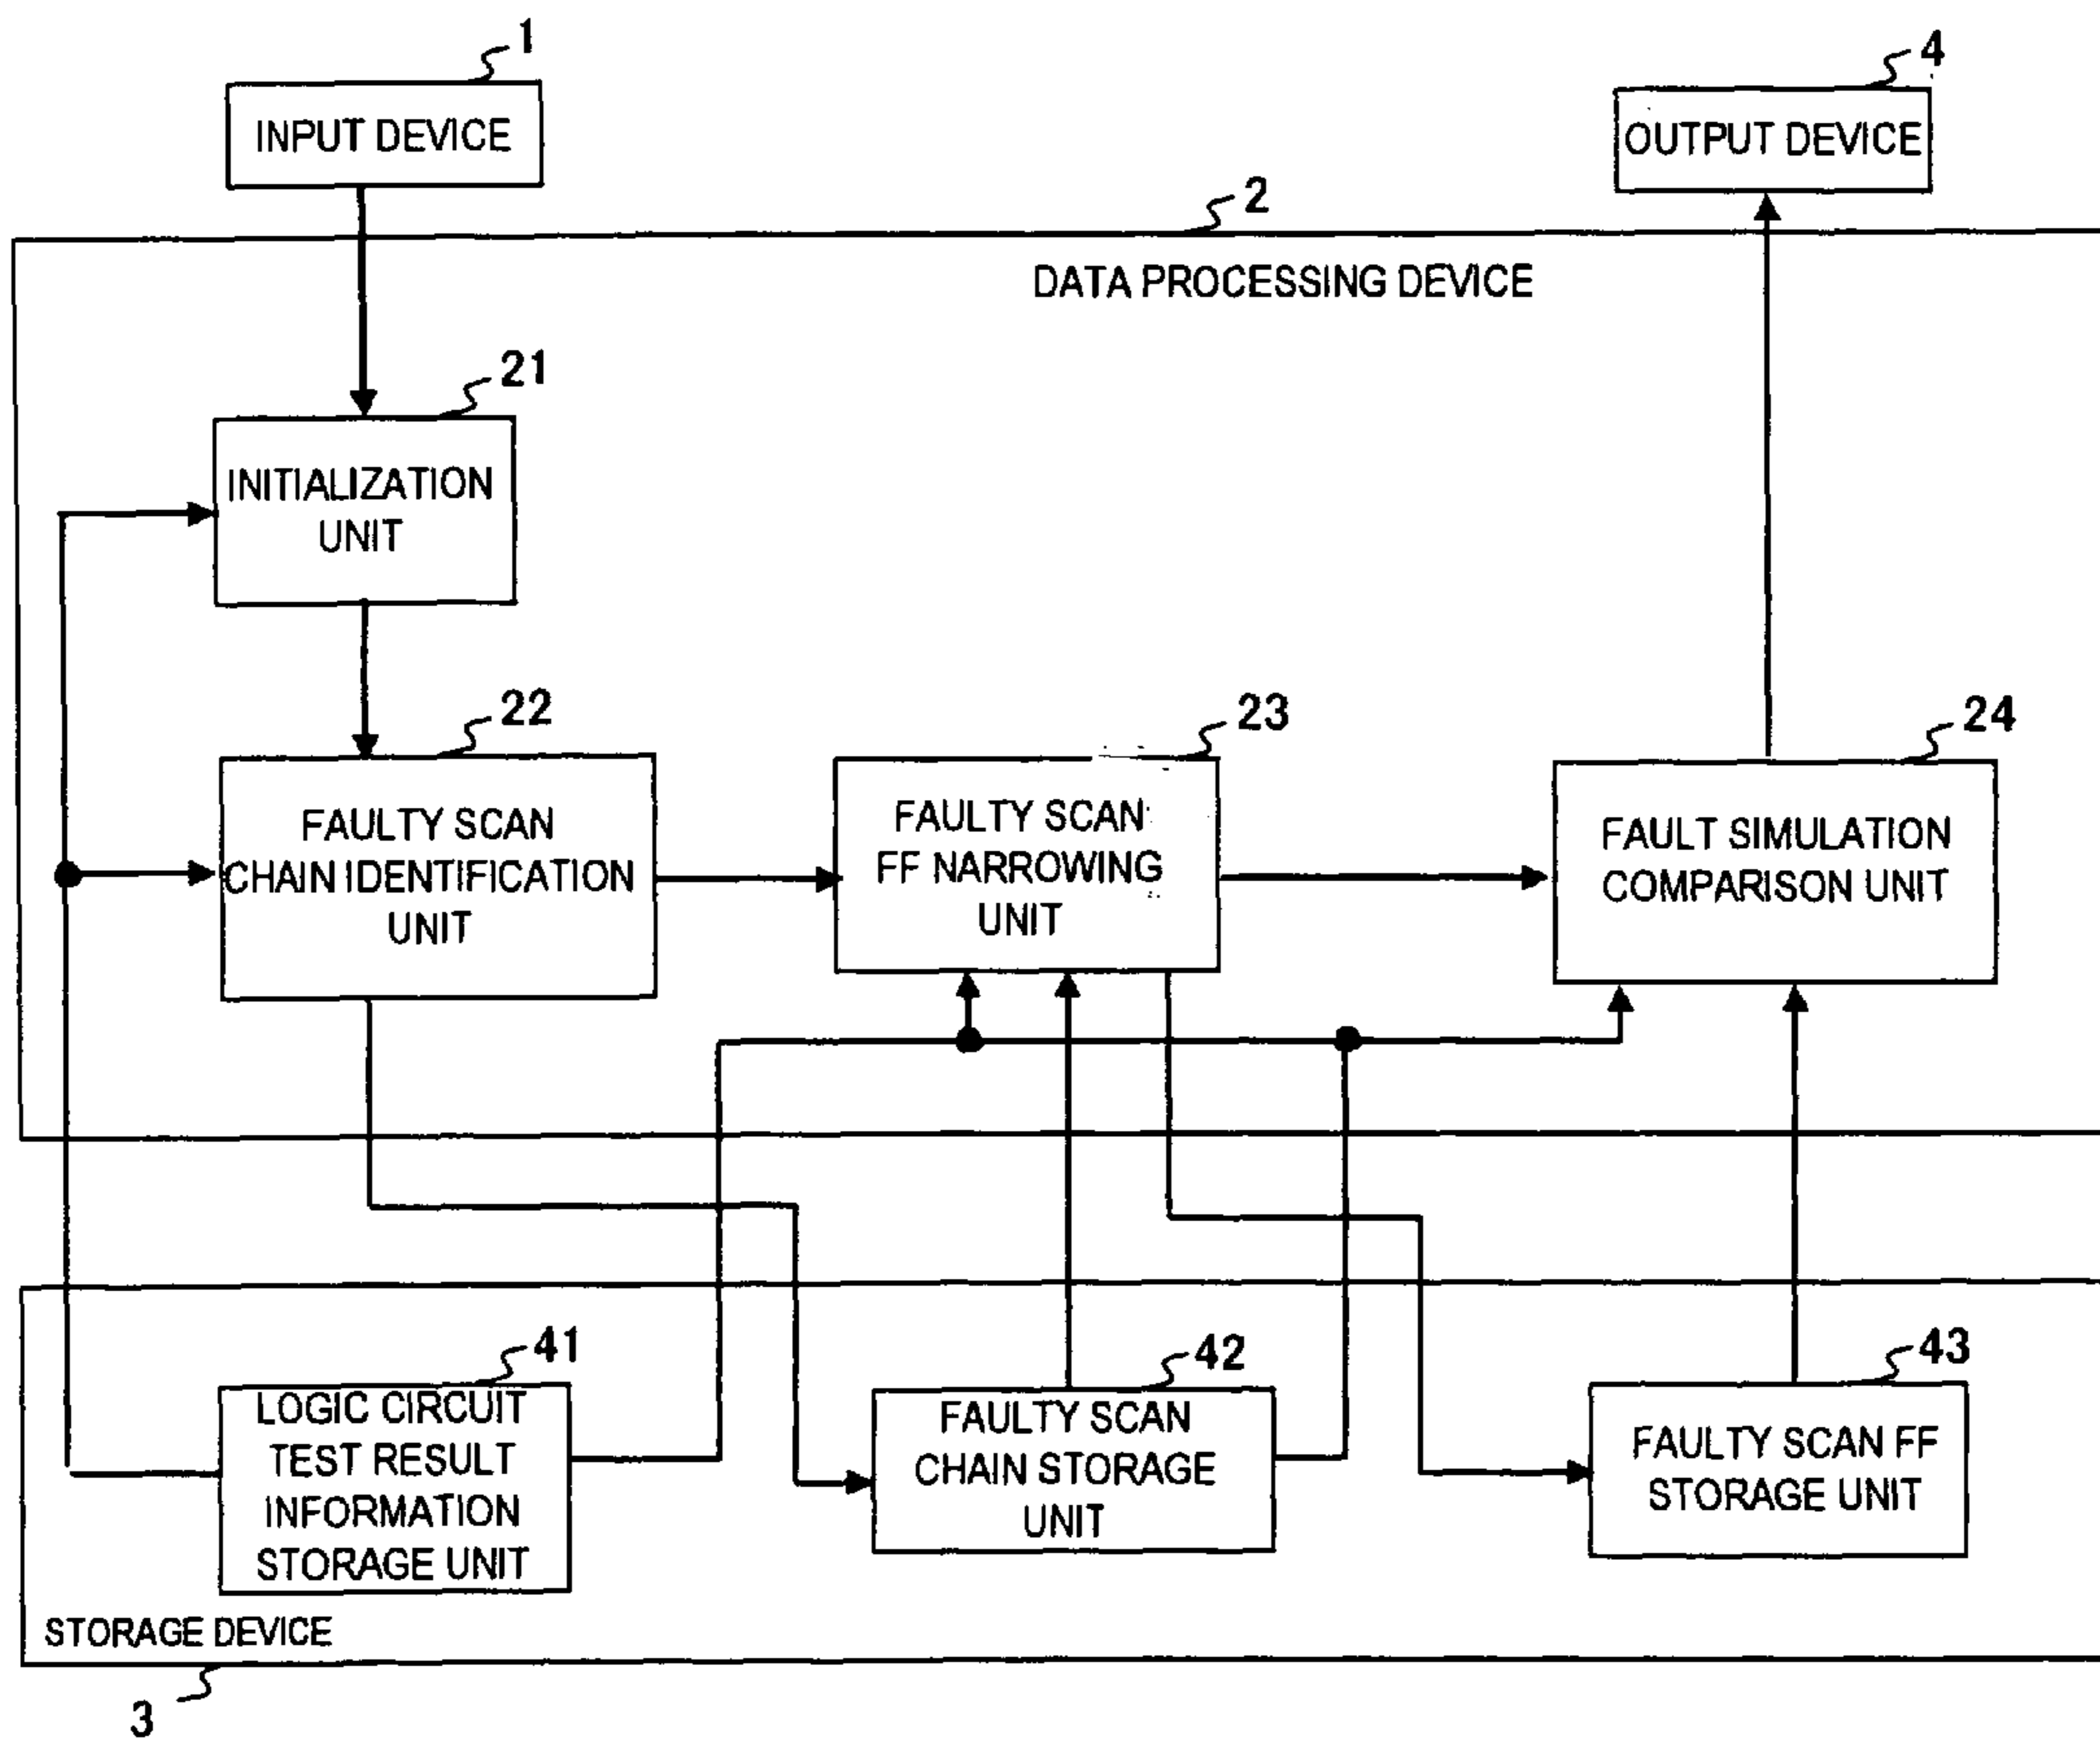 1
INPUT DEVICE
4
OUTPUT DEVICE
2
DATA PROCESSING DEVICE
21
INITIALIZATION
UNIT
22
FAULTY SCAN
CHAIN IDENTIFICATION
UNIT
23
FAULTY SCAN
FF NARROWING
UNIT
24
FAULT SIMULATION
COMPARISON UNIT
41
LOGIC CIRCUIT
TEST RESULT
INFORMATION
STORAGE UNIT
42
FAULTY SCAN
CHAIN STORAGE
UNIT
43
FAULTY SCAN FF
STORAGE UNIT
STORAGE DEVICE
3